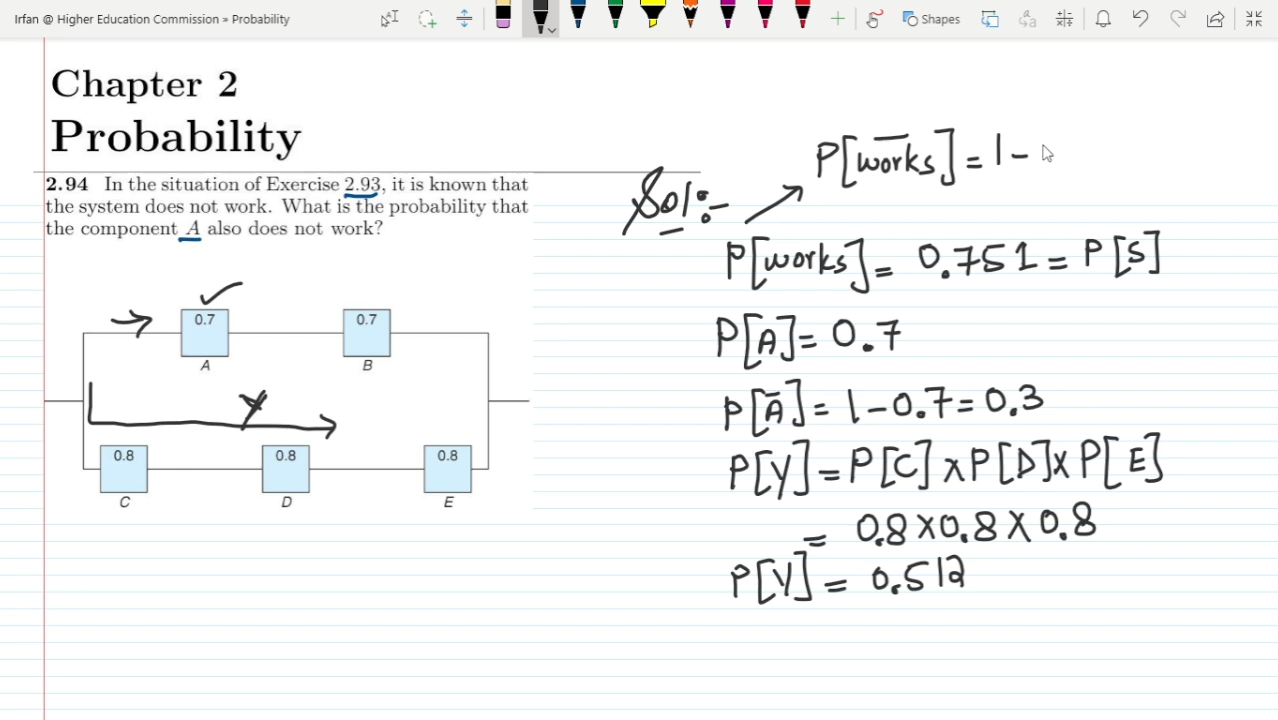 Irfan @ Higher Education Commission » Probability
Shapes
Chapter 2
Probability
2.94 In the situation of Exercise 2.93, it is known that
the system does not work. What is the probability that
the component A also does not work?
0.7
0.7
A
B
0.8
0.8
0.8
C
D
E
Y
Sol:-
P[w̅o̅r̅k̅s̅] = 1 -
P[works] = 0.751 = P[S]
P[A] = 0.7
P[A̅] = 1 - 0.7 = 0.3
P[Y] = P[C] x P[D] x P[E]
= 0.8 x 0.8 x 0.8
P[Y] = 0.512